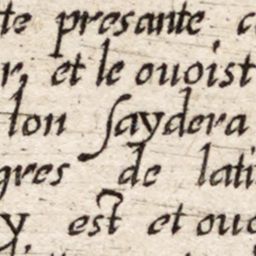 te presante c
r, et le ouoist
lon saydera
gres de lati
y est et ouo